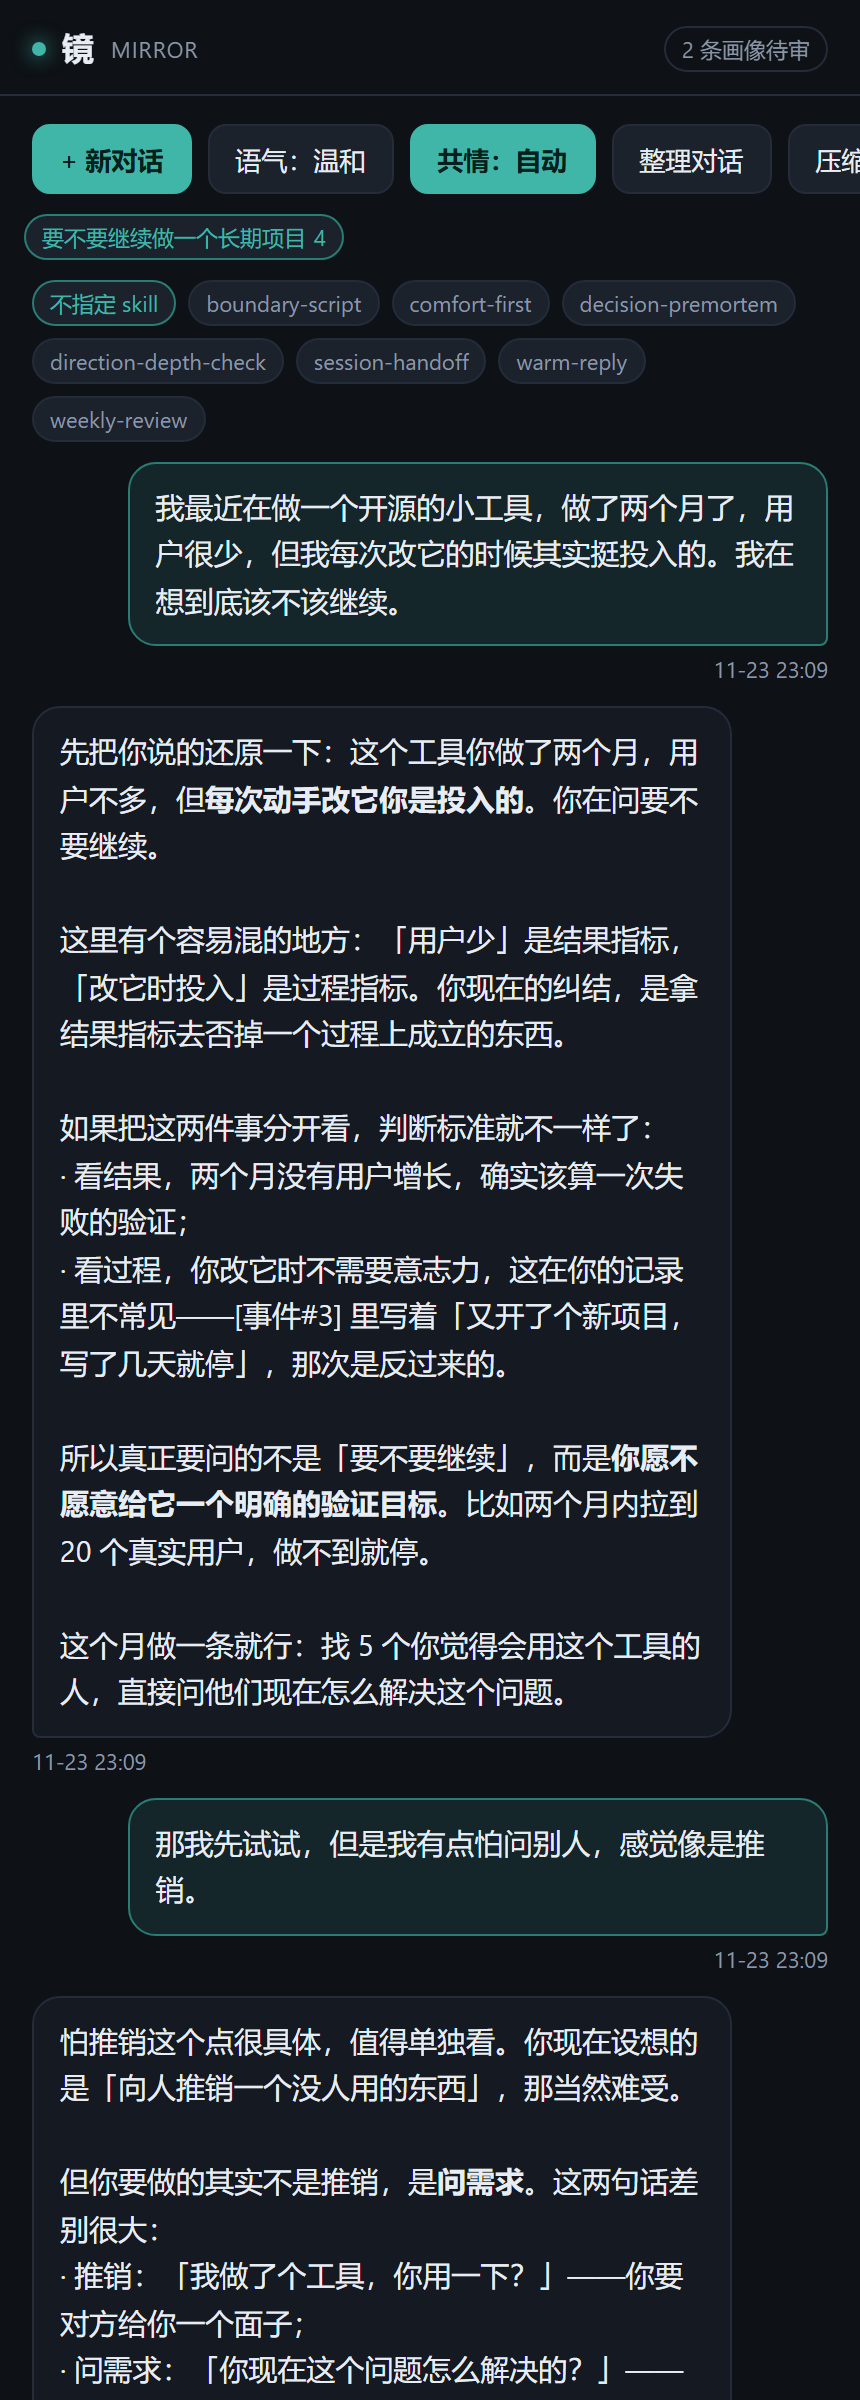 镜 MIRROR
2 条画像待审
+ 新对话
语气：温和
共情：自动
整理对话
压缩
要不要继续做一个长期项目 4
不指定 skill
boundary-script
comfort-first
decision-premortem
direction-depth-check
session-handoff
warm-reply
weekly-review
我最近在做一个开源的小工具，做了两个月了，用
户很少，但我每次改它的时候其实挺投入的。我在
想到底该不该继续。
11-23 23:09
先把你说的还原一下：这个工具你做了两个月，用
户不多，但每次动手改它你是投入的。你在问要不
要继续。
这里有个容易混的地方：「用户少」是结果指标，
「改它时投入」是过程指标。你现在的纠结，是拿
结果指标去否掉一个过程上成立的东西。
如果把这两件事分开看，判断标准就不一样了：
· 看结果，两个月没有用户增长，确实该算一次失
败的验证；
· 看过程，你改它时不需要意志力，这在你的记录
里不常见——[事件#3] 里写着「又开了个新项目，
写了几天就停」，那次是反过来的。
所以真正要问的不是「要不要继续」，而是你愿不
愿意给它一个明确的验证目标。比如两个月内拉到
20 个真实用户，做不到就停。
这个月做一条就行：找 5 个你觉得会用这个工具的
人，直接问他们现在怎么解决这个问题。
11-23 23:09
那我先试试，但是我有点怕问别人，感觉像是推
销。
11-23 23:09
怕推销这个点很具体，值得单独看。你现在设想的
是「向人推销一个没人用的东西」，那当然难受。
但你要做的其实不是推销，是问需求。这两句话差
别很大：
· 推销：「我做了个工具，你用一下？」——你要
对方给你一个面子；
· 问需求：「你现在这个问题怎么解决的？」——